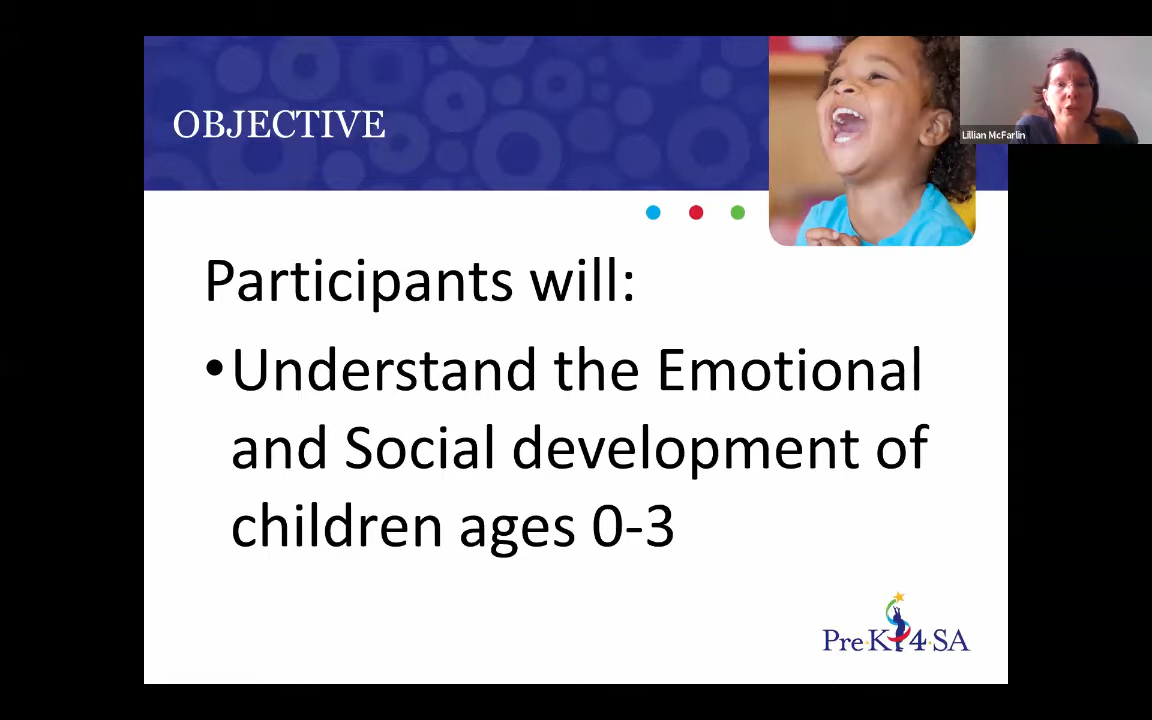 OBJECTIVE
Lillian McFarlin
Participants will:
•Understand the Emotional
and Social development of
children ages 0-3
Pre·K 4·SA